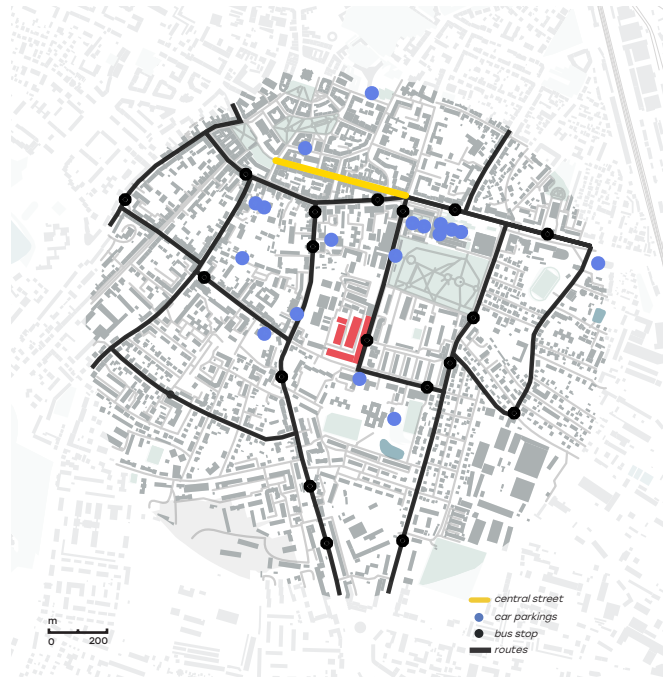 central street
car parkings
bus stop
routes
m
0 200